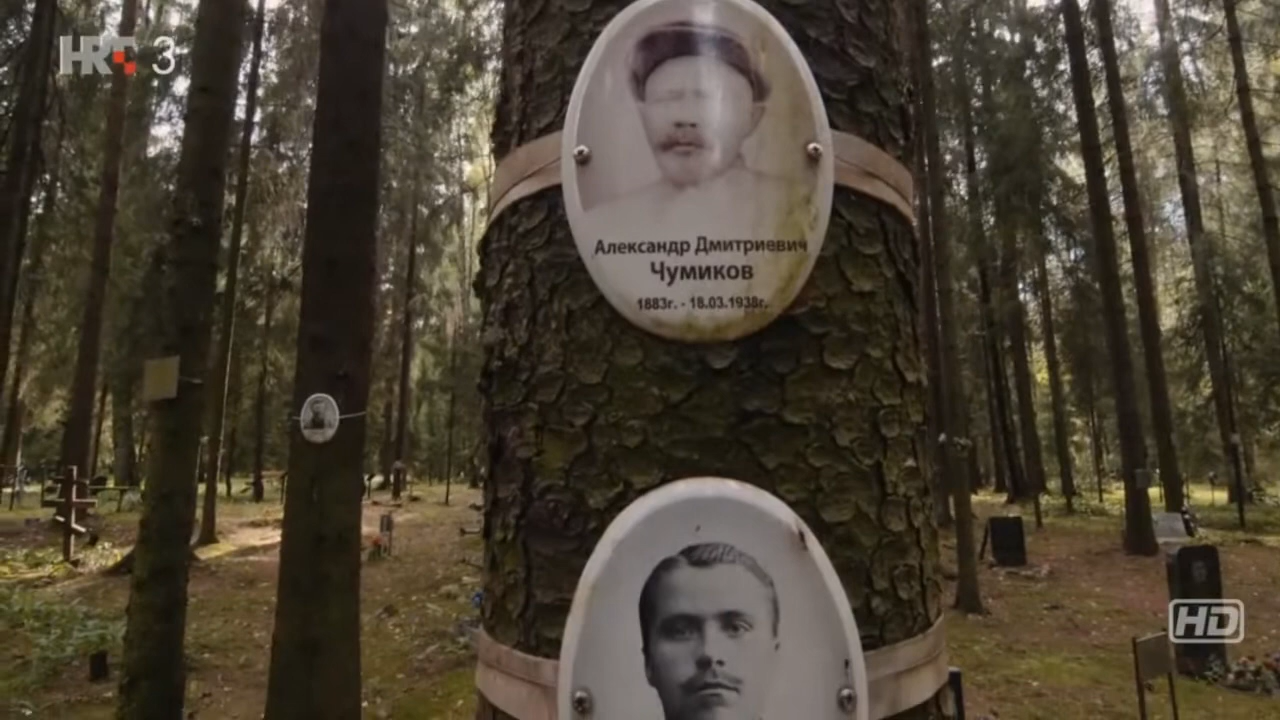 HRT 3
Александр Дмитриевич
Чумиков
1883г. - 18.03.1938г.
HD